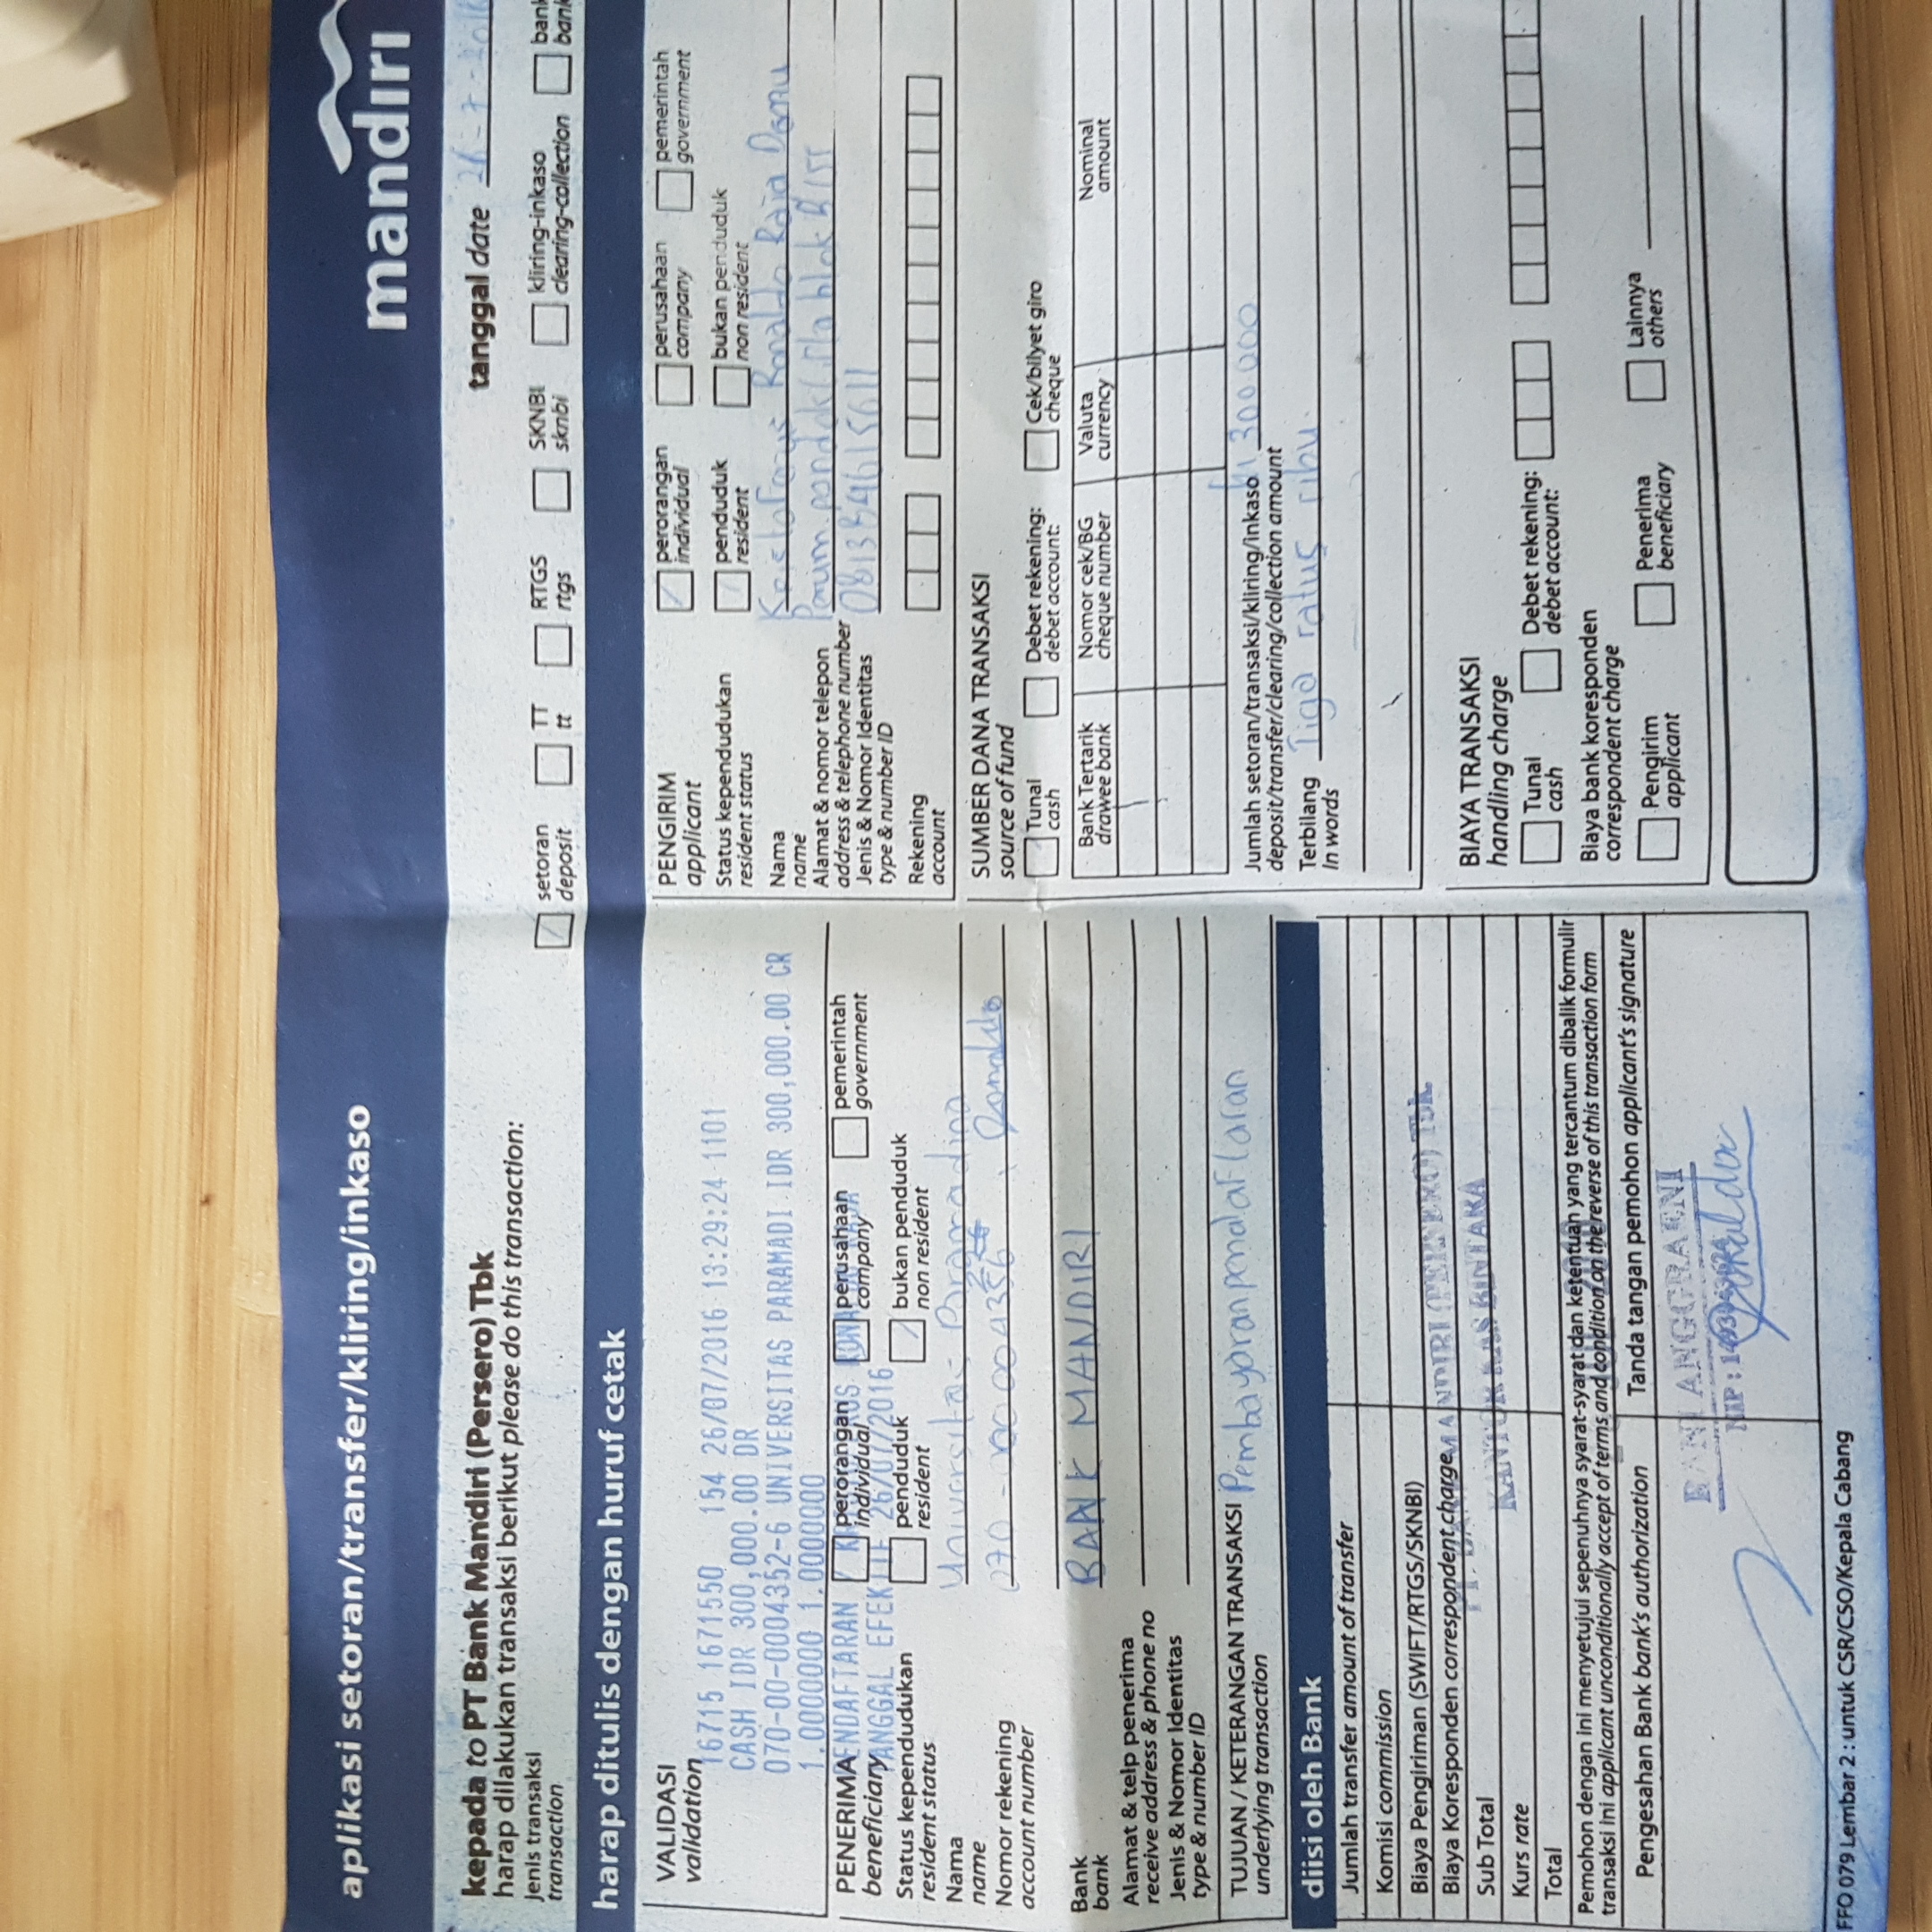 aplikasi setoran/transfer/kliring/inkaso
mandiri
kepada to PT Bank Mandiri (Persero) Tbk
tanggal date 26-7-2016
harap dilakukan transaksi berikut please do this transaction:
Jenis transaksi
transaction
setoran
deposit
TT
tt
RTGS
rtgs
SKNBI
sknbi
kliring-inkaso
clearing-collection
bank
bank
harap ditulis dengan huruf cetak
VALIDASI
validation
16715 1671550 154 26/07/2016 13:29:24 1101
CASH IDR 300,000.00 DR
070-00-0004352-6 UNIVERSITAS PARAMADI IDR 300,000.00 CR
1.0000000 1.0000000
PENDAFTARAN /
TANGGAL EFEKTIF 26/07/2016
PENERIMA
beneficiary
perorangan
individual
perusahaan
company
pemerintah
government
Status kependudukan
resident status
penduduk
resident
bukan penduduk
non resident
Nama
name
Universitas Paramadina
Nomor rekening
account number
Ronaldo
Bank
bank
BANK MANDIRI
Alamat & telp penerima
receive address & phone no
Jenis & Nomor Identitas
type & number ID
TUJUAN / KETERANGAN TRANSAKSI Pembayaran pendaftaran
underlying transaction
diisi oleh Bank
Jumlah transfer amount of transfer
Komisi commission
Biaya Pengiriman (SWIFT/RTGS/SKNBI)
Biaya Koresponden correspondent charge
Sub Total
Kurs rate
Total
PT. BANK MANDIRI (PERSERO) Tbk.
KANTOR KAS BINTARA
Pemohon dengan ini menyetujui sepenuhnya syarat-syarat dan ketentuan yang tercantum dibalik formulir
transaksi ini applicant unconditionally accept of terms and condition on the reverse of this transaction form
JUL 2016
Pengesahan Bank bank's authorization
Tanda tangan pemohon applicant's signature
RANI ANGGRAENI
NIP :
Ronaldo
FFO 079 Lembar 2 : untuk CSR/CSO/Kepala Cabang
PENGIRIM
applicant
perorangan
individual
perusahaan
company
pemerintah
government
Status kependudukan
resident status
penduduk
resident
bukan penduduk
non resident
Nama
name
Kristoforus Ronaldo Raja Damu
Alamat & nomor telepon
address & telephone number
Perum. pondok blok B 155
Jenis & Nomor Identitas
type & number ID
081384615611
Rekening
account
SUMBER DANA TRANSAKSI
source of fund
Tunai
cash
Debet rekening:
debet account:
Cek/bilyet giro
cheque
Bank Tertarik
drawee bank
Nomor cek/BG
cheque number
Valuta
currency
Nominal
amount
Jumlah setoran/transaksi/kliring/inkaso 300 000
deposit/transfer/clearing/collection amount
Terbilang Tiga ratus ribu.
In words
BIAYA TRANSAKSI
handling charge
Tunai
cash
Debet rekening:
debet account:
Biaya bank koresponden
correspondent charge
Pengirim
applicant
Penerima
beneficiary
Lainnya
others